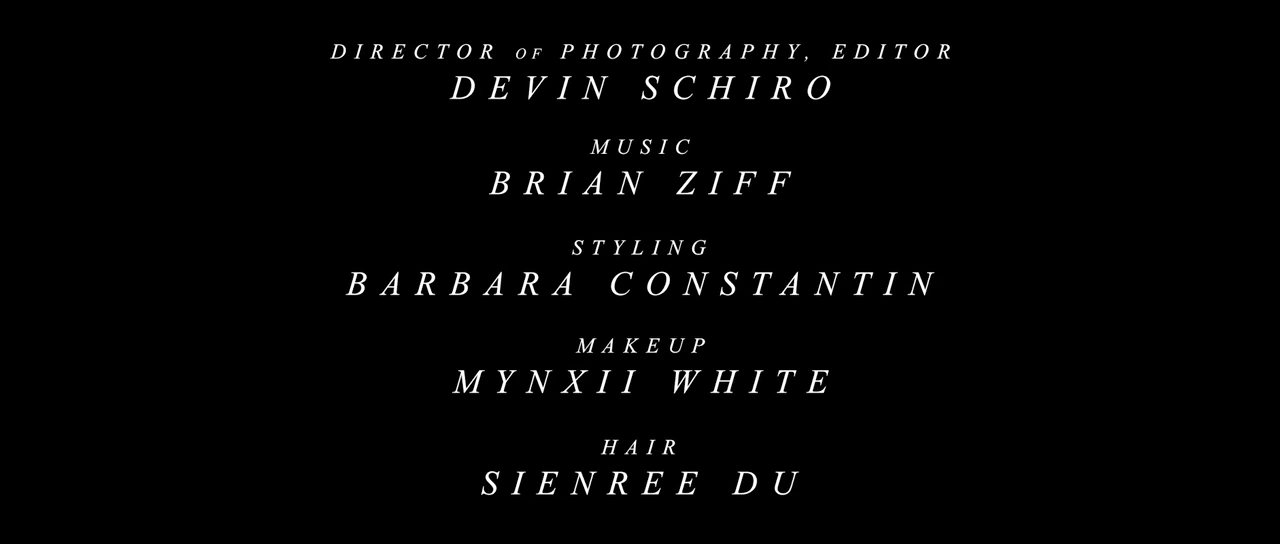 DIRECTOR OF PHOTOGRAPHY, EDITOR
DEVIN SCHIRO
MUSIC
BRIAN ZIFF
STYLING
BARBARA CONSTANTIN
MAKEUP
MYNXII WHITE
HAIR
SIENREE DU